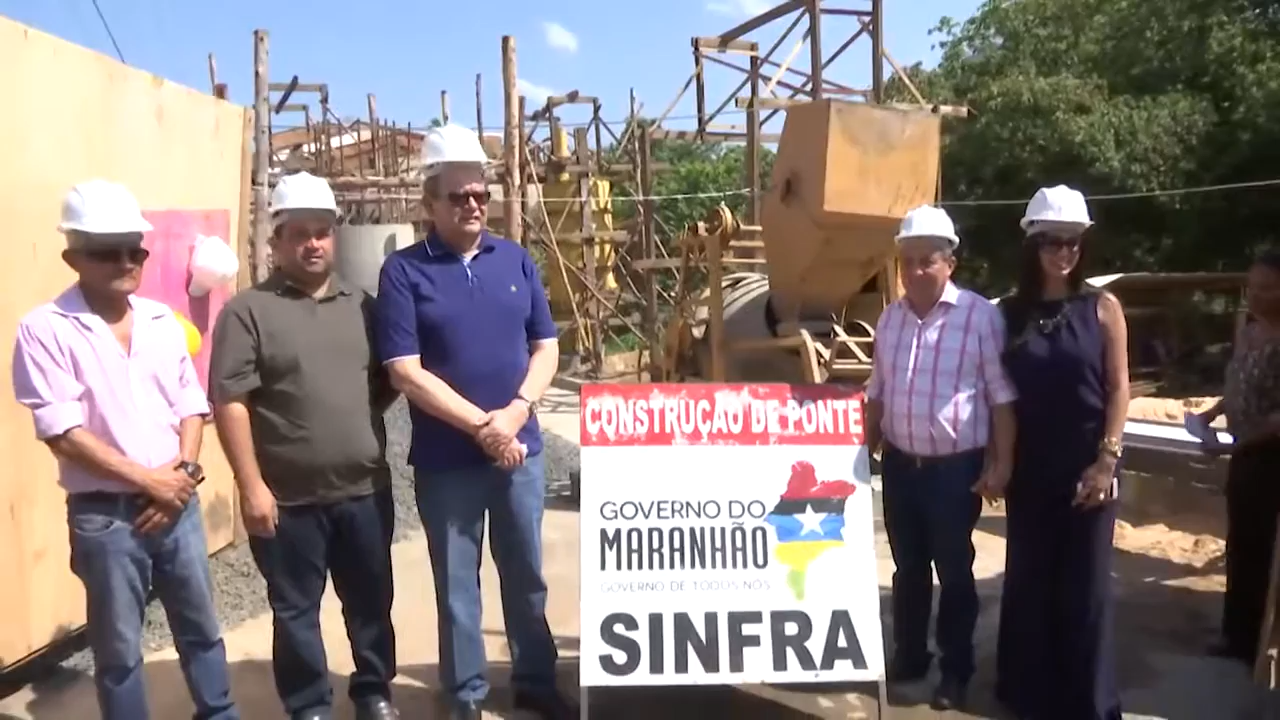 CONSTRUÇÃO DE PONTE
GOVERNO DO
MARANHÃO
GOVERNO DE TODOS NÓS
SINFRA